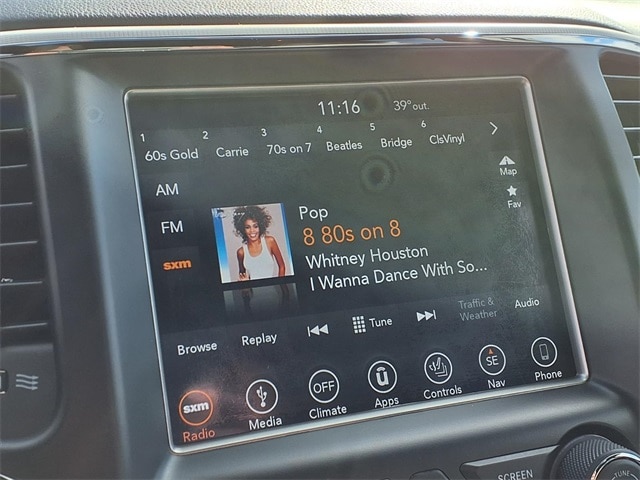 11:16 39° out.
1 2 3 4 5 6
60s Gold Carrie 70s on 7 Beatles Bridge ClsVinyl
AM
Map
FM
Fav
Pop
8 80s on 8
sxm
Whitney Houston
I Wanna Dance With So...
Browse Replay Tune Traffic & Weather Audio
sxm OFF SE
Radio Media Climate Apps Controls Nav Phone
SCREEN
TUNE